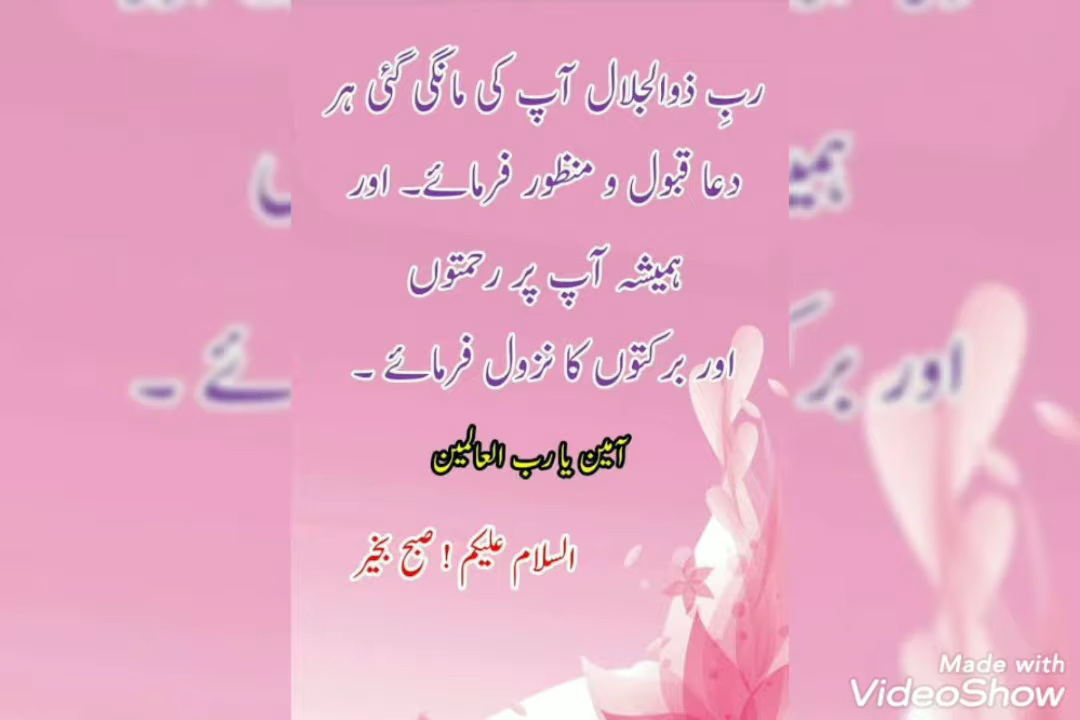 ربِ ذوالجلال آپ کی مانگی گئی ہر
دعا قبول و منظور فرمائے۔ اور
ہمیشہ آپ پر رحمتوں
اور برکتوں کا نزول فرمائے ۔
آمین یا رب العالمین
السلام علیکم ! صبح بخیر
Made with
VideoShow